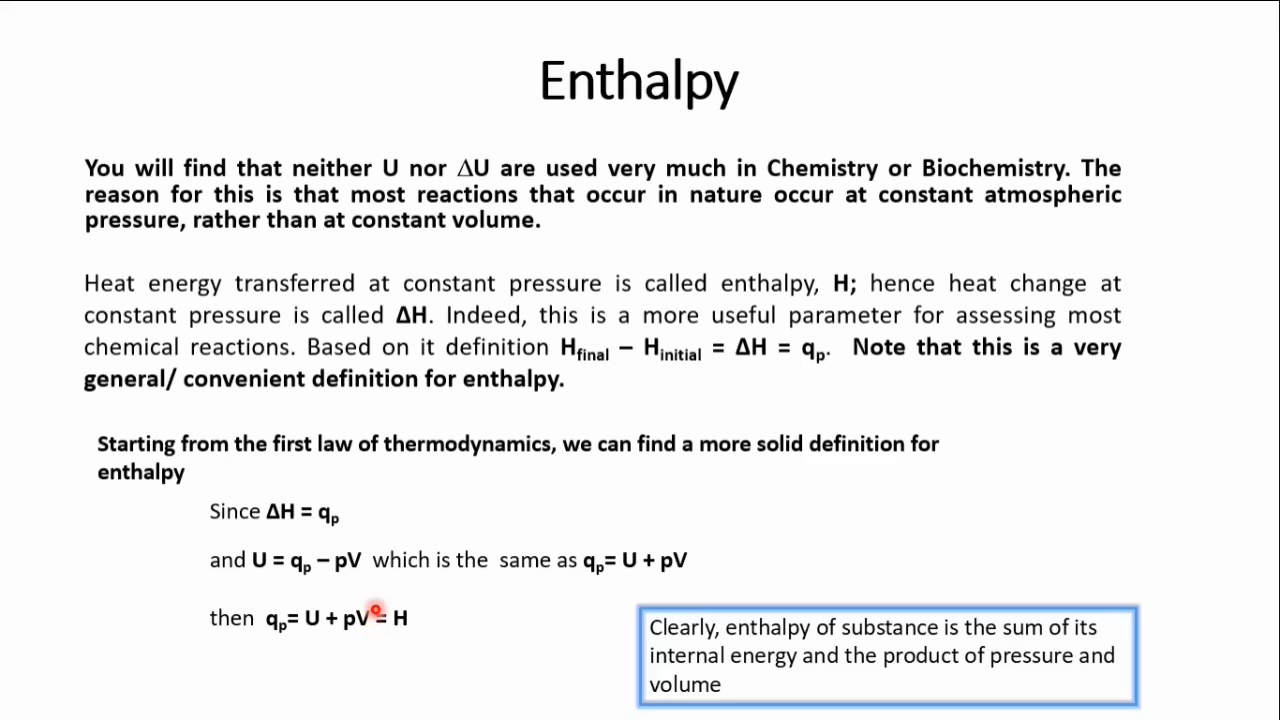 Enthalpy
You will find that neither U nor ΔU are used very much in Chemistry or Biochemistry. The
reason for this is that most reactions that occur in nature occur at constant atmospheric
pressure, rather than at constant volume.
Heat energy transferred at constant pressure is called enthalpy, H; hence heat change at
constant pressure is called ΔH. Indeed, this is a more useful parameter for assessing most
chemical reactions. Based on it definition Hfinal – Hinitial = ΔH = qp. Note that this is a very
general/ convenient definition for enthalpy.
Starting from the first law of thermodynamics, we can find a more solid definition for
enthalpy
Since ΔH = qp
and U = qp – pV which is the same as qp= U + pV
then qp= U + pV = H
Clearly, enthalpy of substance is the sum of its
internal energy and the product of pressure and
volume